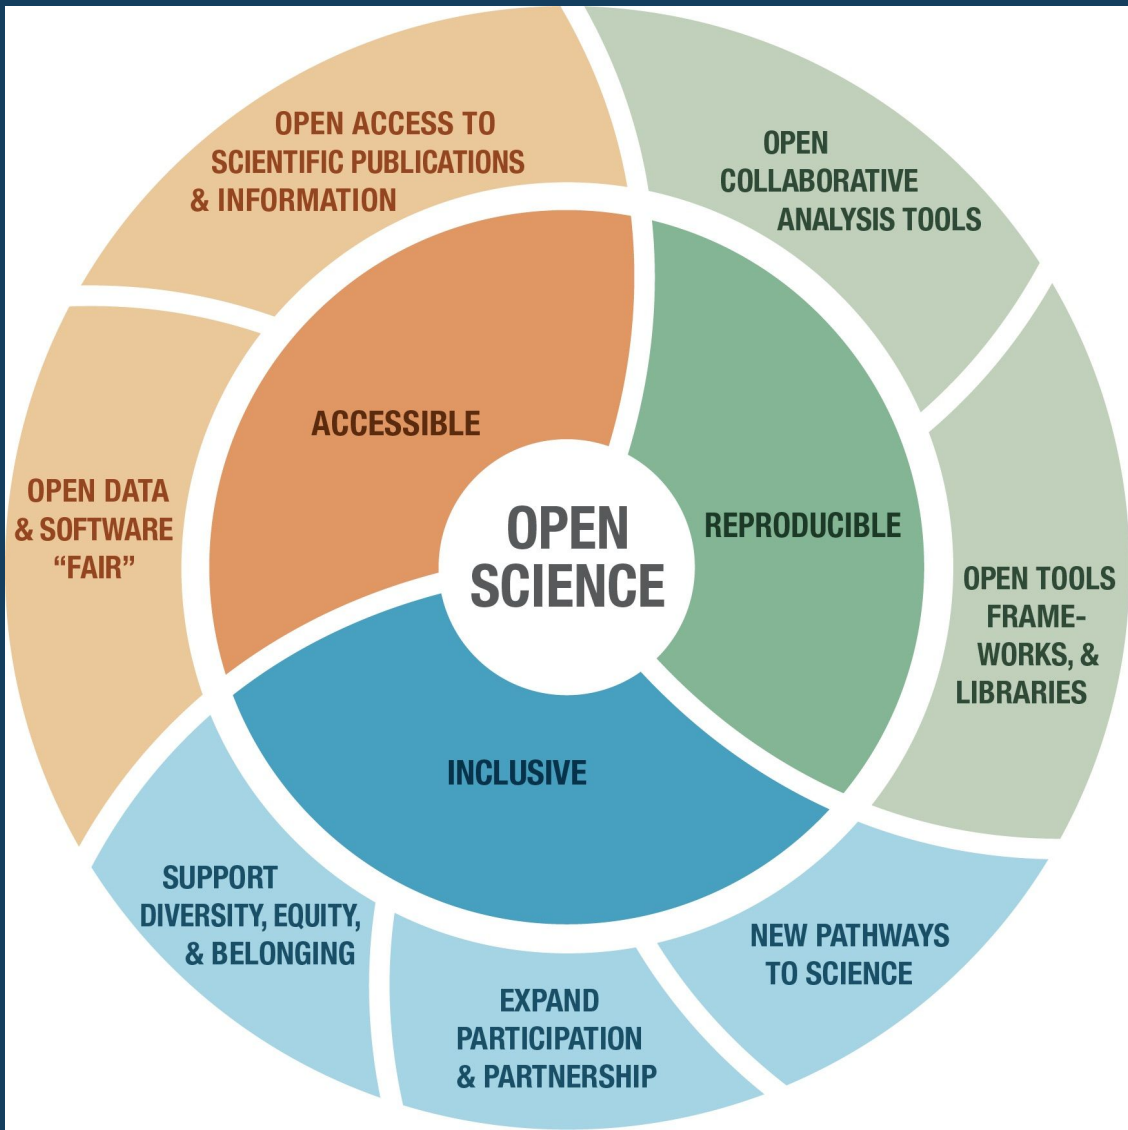 OPEN ACCESS TO
SCIENTIFIC PUBLICATIONS
& INFORMATION
OPEN
COLLABORATIVE
ANALYSIS TOOLS
ACCESSIBLE
OPEN DATA
& SOFTWARE
“FAIR”
OPEN
SCIENCE
REPRODUCIBLE
OPEN TOOLS
FRAME-
WORKS, &
LIBRARIES
INCLUSIVE
SUPPORT
DIVERSITY, EQUITY,
& BELONGING
EXPAND
PARTICIPATION
& PARTNERSHIP
NEW PATHWAYS
TO SCIENCE